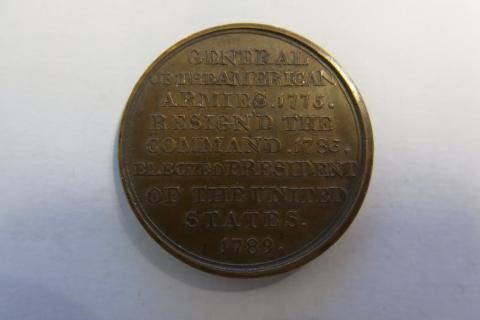 GENERAL
OF THE AMERICAN
ARMIES.1775.
RESIGN'D THE
COMMAND.1783.
ELECTED PRESIDENT
OF THE UNITED
STATES.
1789.